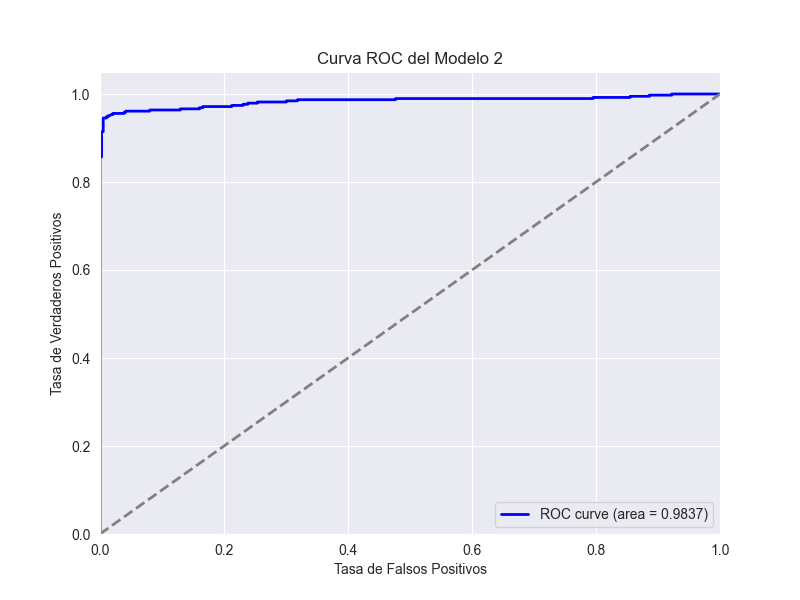 Curva ROC del Modelo 2
1.0
0.8
0.6
0.4
0.2
0.0
Tasa de Verdaderos Positivos
ROC curve (area = 0.9837)
0.0 0.2 0.4 0.6 0.8 1.0
Tasa de Falsos Positivos